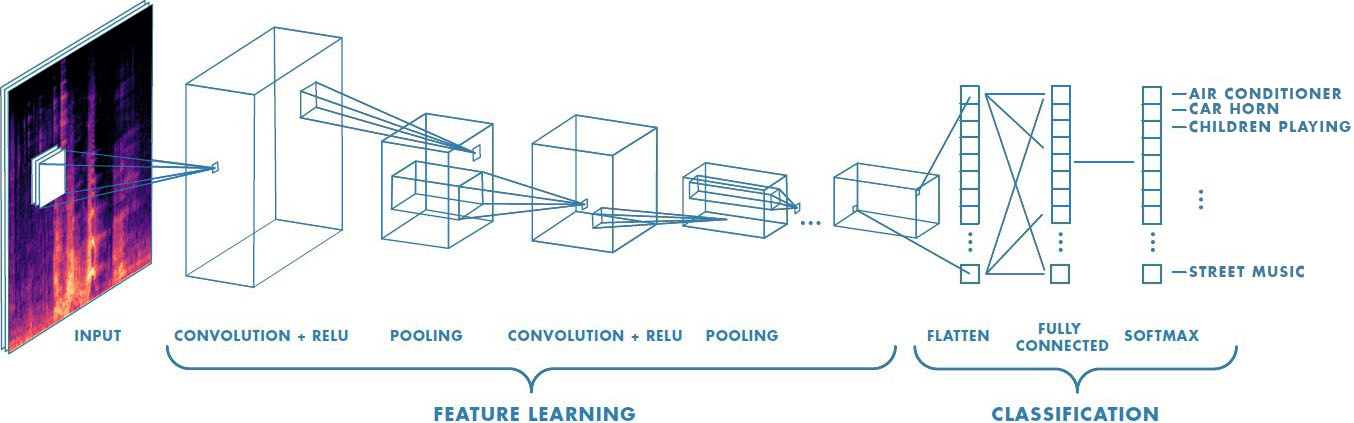 —AIR CONDITIONER
—CAR HORN
—CHILDREN PLAYING
—STREET MUSIC
INPUT
CONVOLUTION + RELU
POOLING
CONVOLUTION + RELU
POOLING
FLATTEN
FULLY
CONNECTED
SOFTMAX
FEATURE LEARNING
CLASSIFICATION